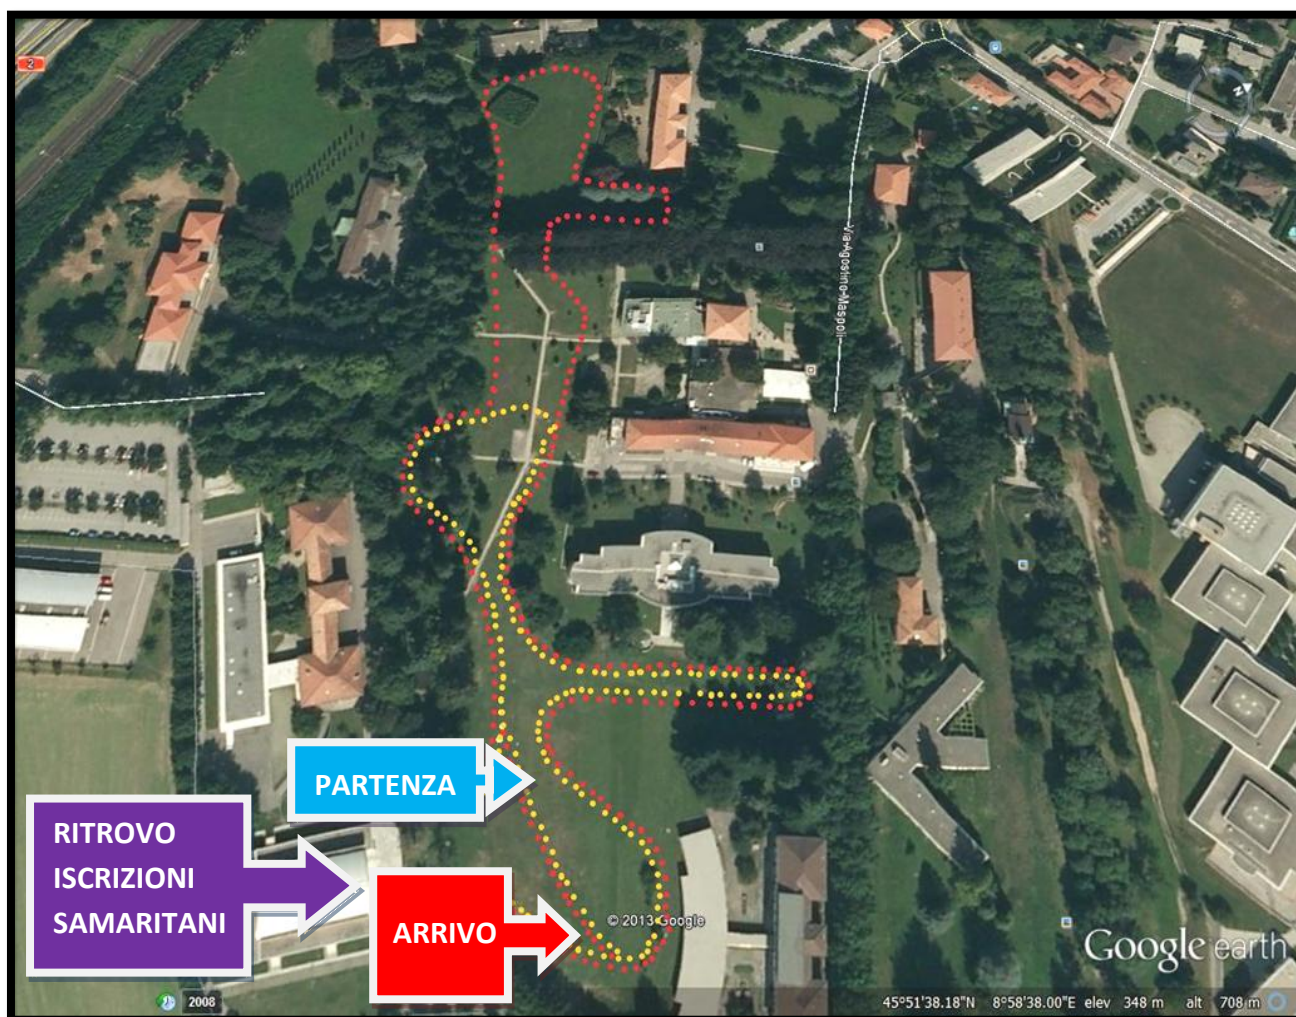 2
Via Agostino Maspoli
N
PARTENZA
RITROVO
ISCRIZIONI
SAMARITANI
ARRIVO
© 2013 Google
Google earth
2008
45°51'38.18"N 8°58'38.00"E elev 348 m alt 708 m